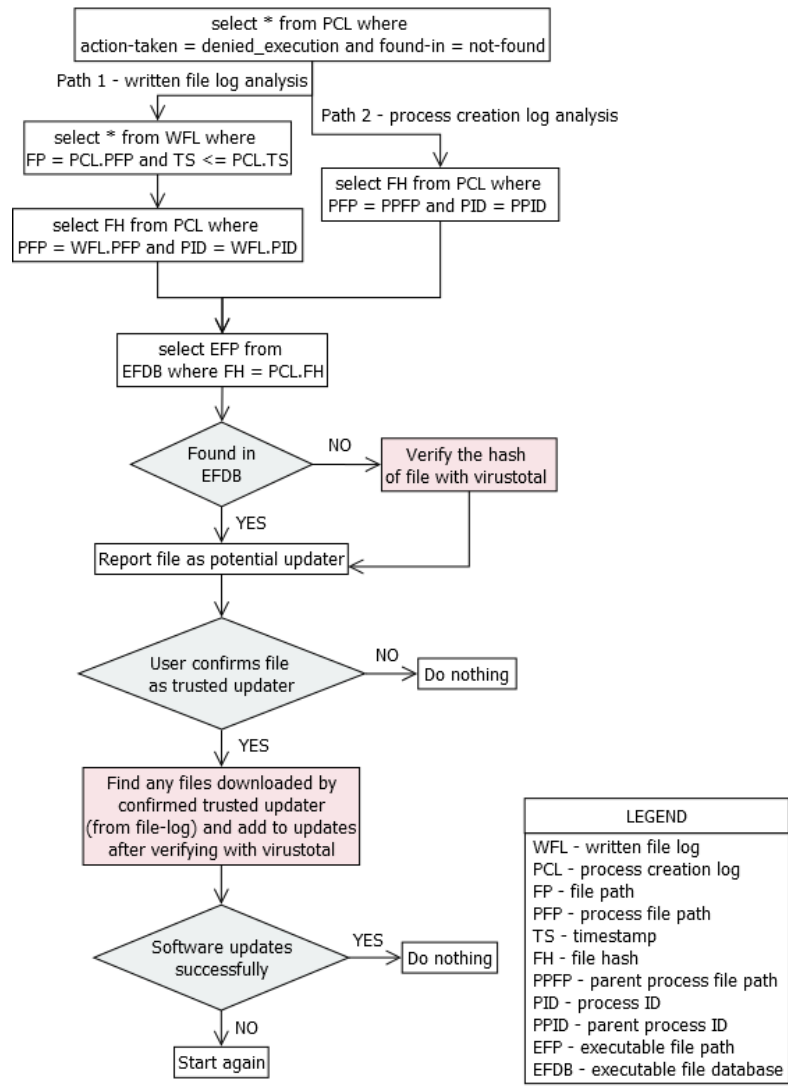 select * from PCL where
action-taken = denied_execution and found-in = not-found
Path 1 - written file log analysis
Path 2 - process creation log analysis
select * from WFL where
FP = PCL.PFP and TS <= PCL.TS
select FH from PCL where
PFP = PPFP and PID = PPID
select FH from PCL where
PFP = WFL.PFP and PID = WFL.PID
select EFP from
EFDB where FH = PCL.FH
Found in
EFDB
NO
Verify the hash
of file with virustotal
YES
Report file as potential updater
User confirms file
as trusted updater
NO
Do nothing
YES
Find any files downloaded by
confirmed trusted updater
(from file-log) and add to updates
after verifying with virustotal
Software updates
successfully
YES
Do nothing
NO
Start again
LEGEND
WFL - written file log
PCL - process creation log
FP - file path
PFP - process file path
TS - timestamp
FH - file hash
PPFP - parent process file path
PID - process ID
PPID - parent process ID
EFP - executable file path
EFDB - executable file database